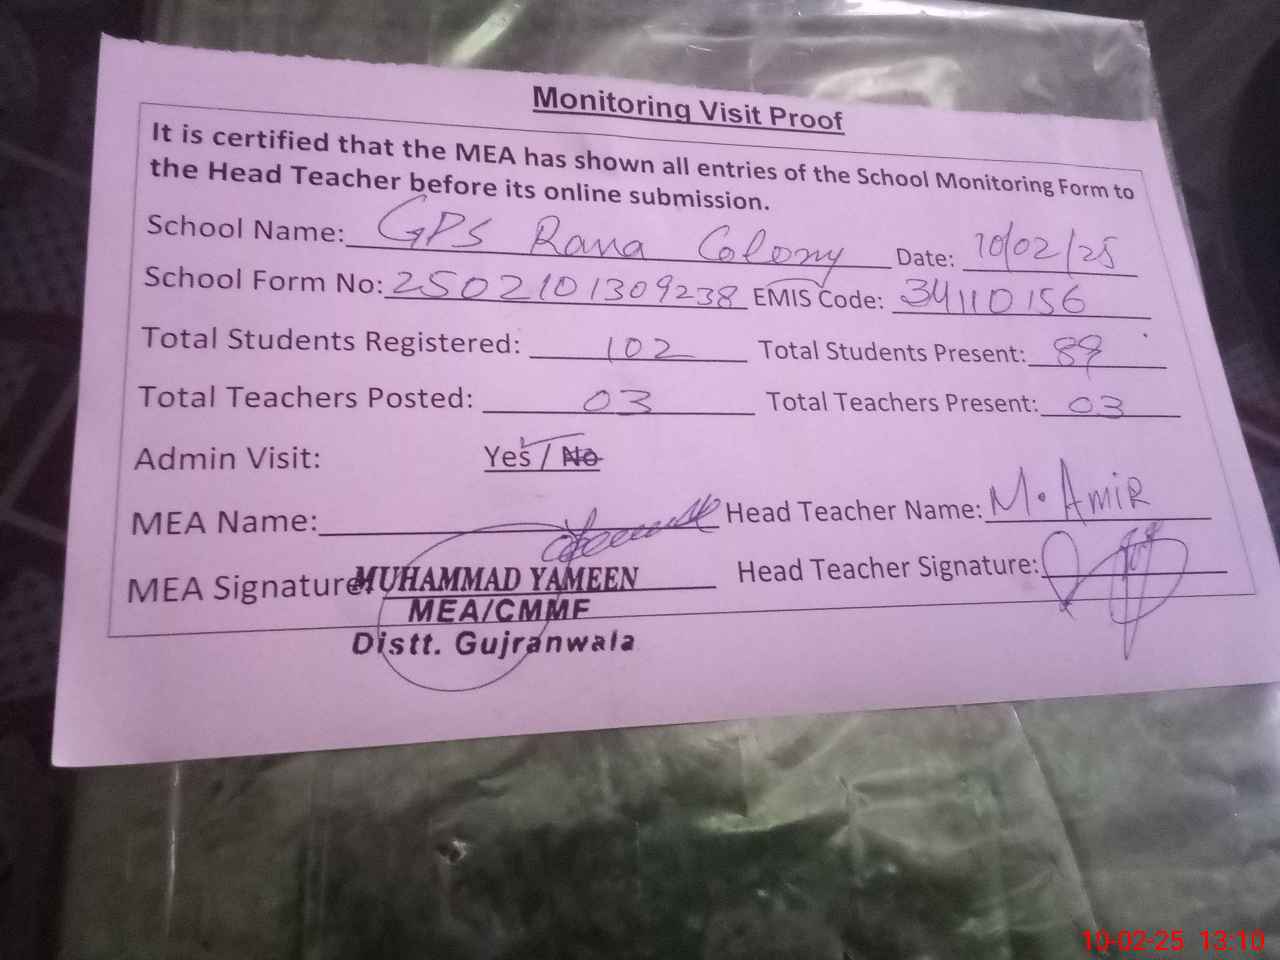 Monitoring Visit Proof
It is certified that the MEA has shown all entries of the School Monitoring Form to
the Head Teacher before its online submission.
School Name: GPS Rana Colony Date: 10/02/25
School Form No: 2502101309238 EMIS Code: 34110156
Total Students Registered: 102 Total Students Present: 89
Total Teachers Posted: 03 Total Teachers Present: 03
Admin Visit: Yes / No
MEA Name: Head Teacher Name: M. Amir
MEA Signature Head Teacher Signature:
MUHAMMAD YAMEEN
MEA/CMMF
Distt. Gujranwala
10-02-25 13:10